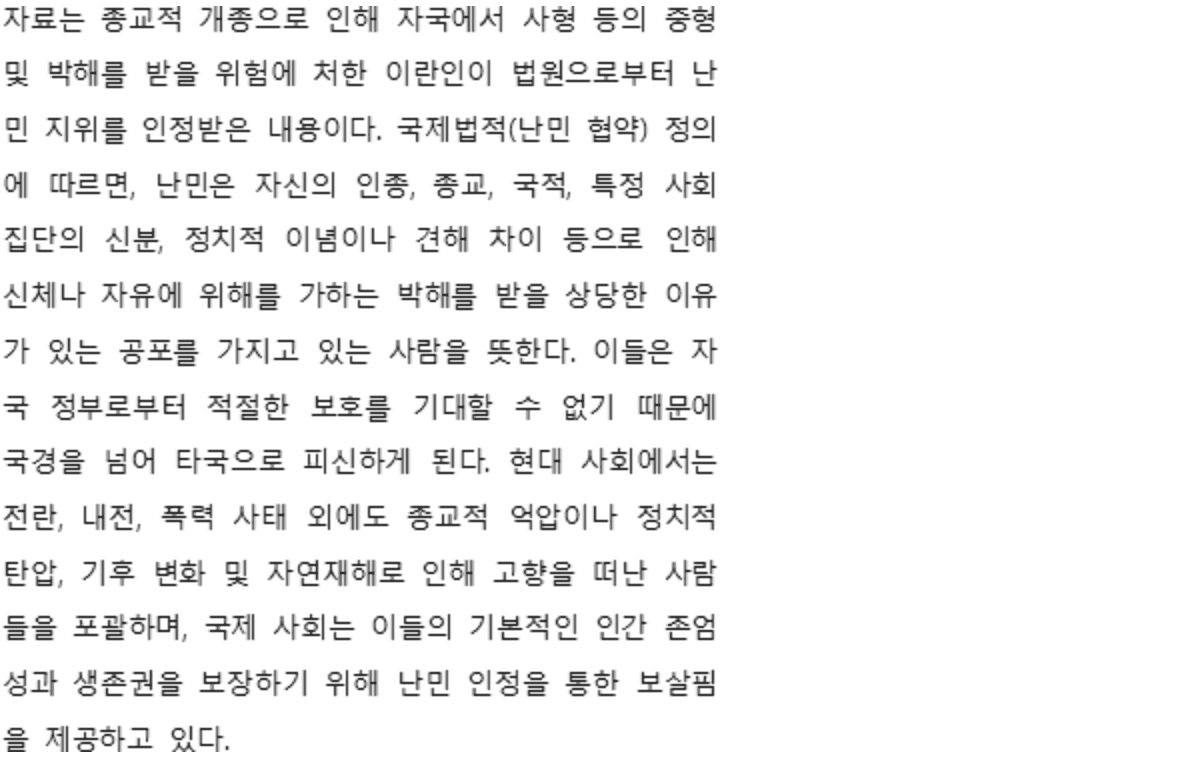 자료는 종교적 개종으로 인해 자국에서 사형 등의 중형
및 박해를 받을 위험에 처한 이란인이 법원으로부터 난
민 지위를 인정받은 내용이다. 국제법적(난민 협약) 정의
에 따르면, 난민은 자신의 인종, 종교, 국적, 특정 사회
집단의 신분, 정치적 이념이나 견해 차이 등으로 인해
신체나 자유에 위해를 가하는 박해를 받을 상당한 이유
가 있는 공포를 가지고 있는 사람을 뜻한다. 이들은 자
국 정부로부터 적절한 보호를 기대할 수 없기 때문에
국경을 넘어 타국으로 피신하게 된다. 현대 사회에서는
전란, 내전, 폭력 사태 외에도 종교적 억압이나 정치적
탄압, 기후 변화 및 자연재해로 인해 고향을 떠난 사람
들을 포괄하며, 국제 사회는 이들의 기본적인 인간 존엄
성과 생존권을 보장하기 위해 난민 인정을 통한 보살핌
을 제공하고 있다.